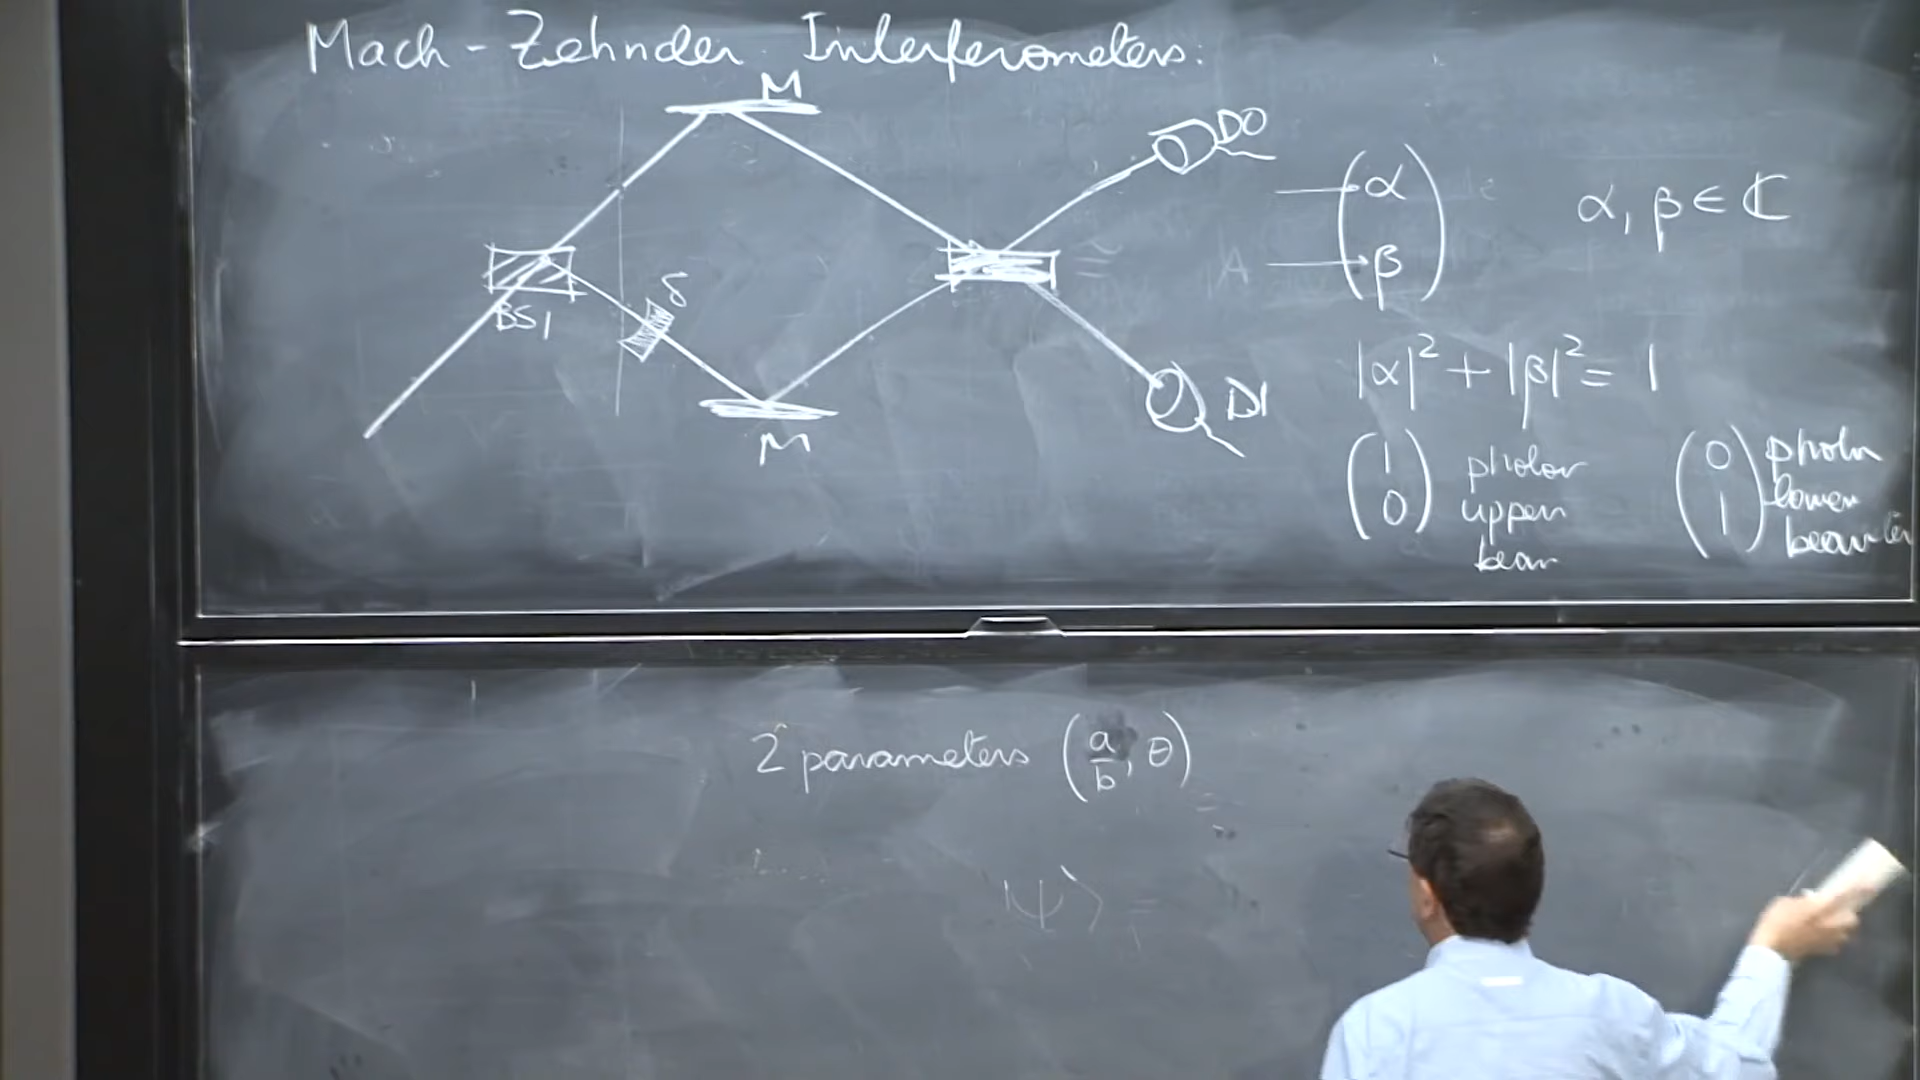 Mach-Zehnder Interferometers:
M
D0
BS1
δ
M
D1
(α β)
α, β ∈ ℂ
|α|² + |β|² = 1
(1 0) photon upper beam
(0 1) photon lower beam
2 parameters (a/b, θ)
|ψ⟩ =